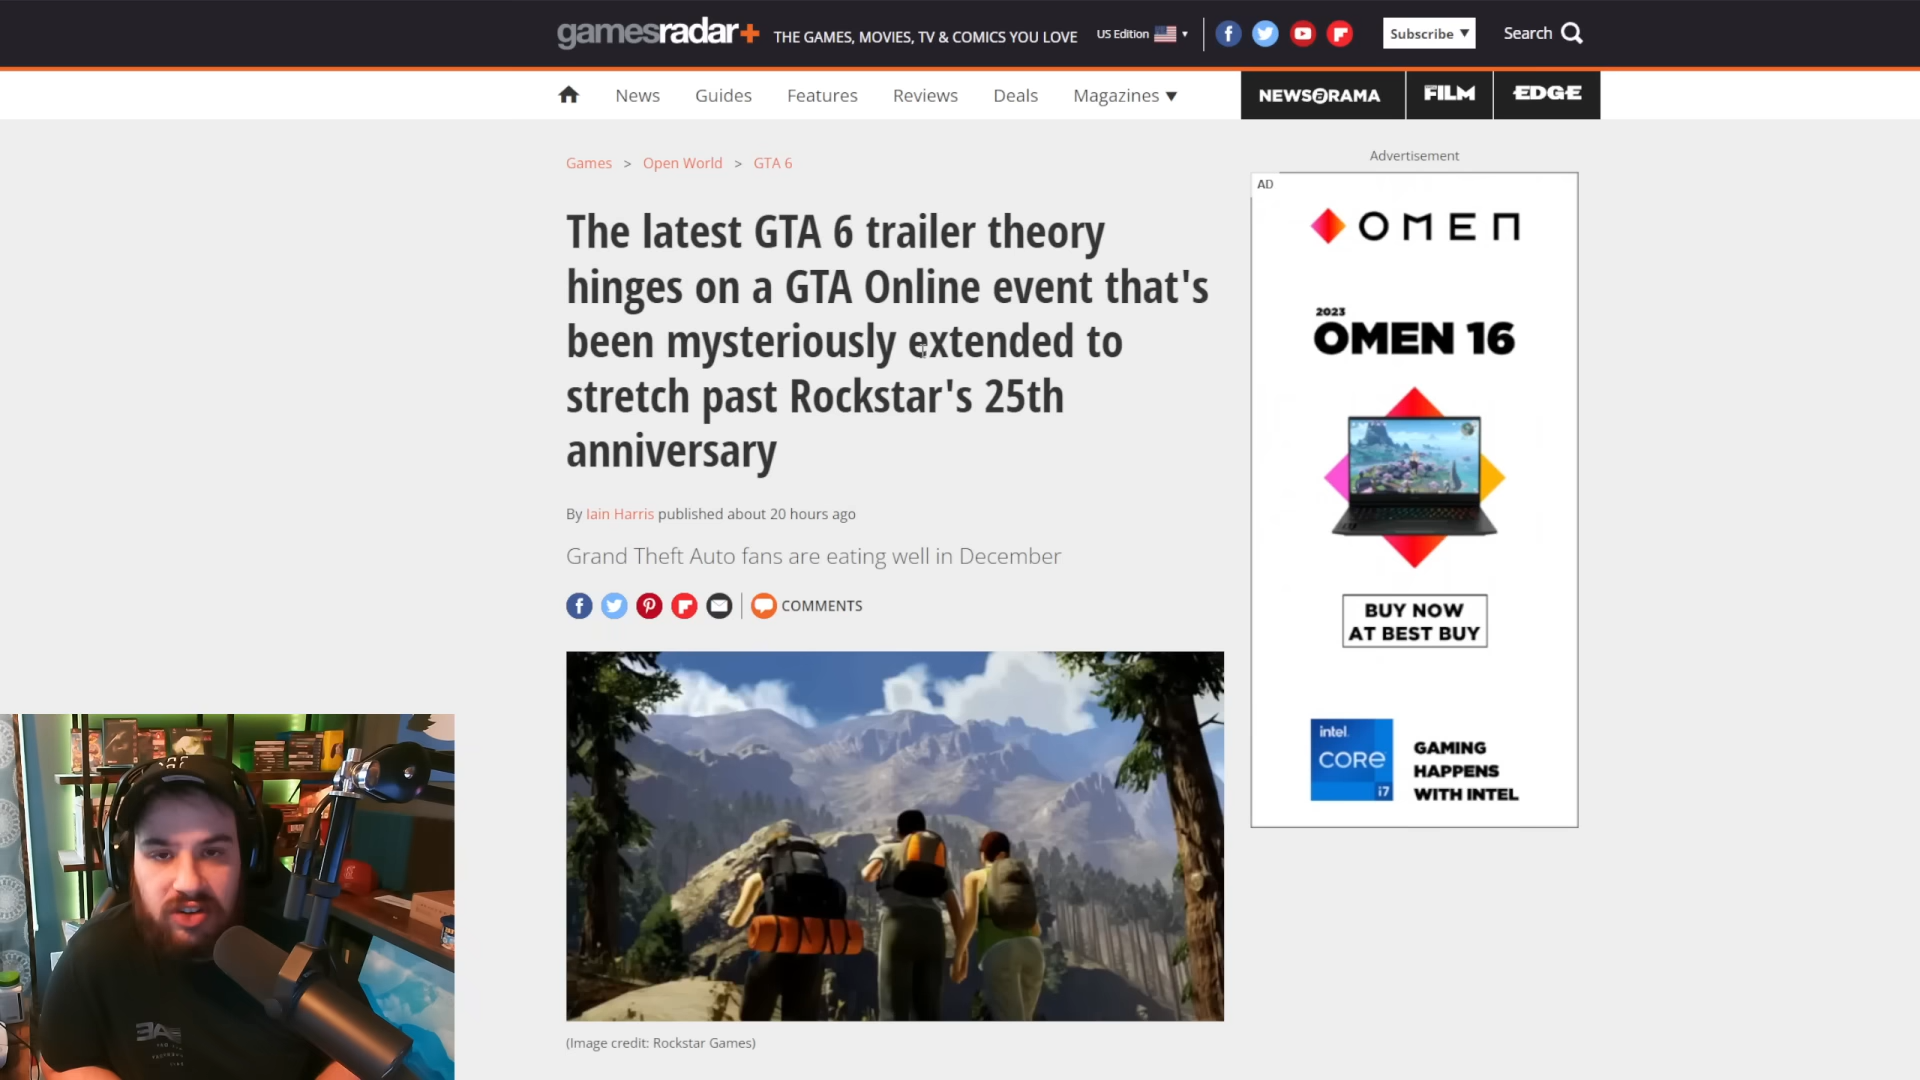 gamesradar+ THE GAMES, MOVIES, TV & COMICS YOU LOVE
US Edition
Subscribe ▼
Search
News
Guides
Features
Reviews
Deals
Magazines ▼
NEWSaRAMA
FILM
EDGE
Games > Open World > GTA 6
The latest GTA 6 trailer theory
hinges on a GTA Online event that's
been mysteriously extended to
stretch past Rockstar's 25th
anniversary
By Iain Harris published about 20 hours ago
Grand Theft Auto fans are eating well in December
COMMENTS
(Image credit: Rockstar Games)
Advertisement
AD
OMEN
2023
OMEN 16
BUY NOW
AT BEST BUY
intel.
CORE
i7
GAMING
HAPPENS
WITH INTEL